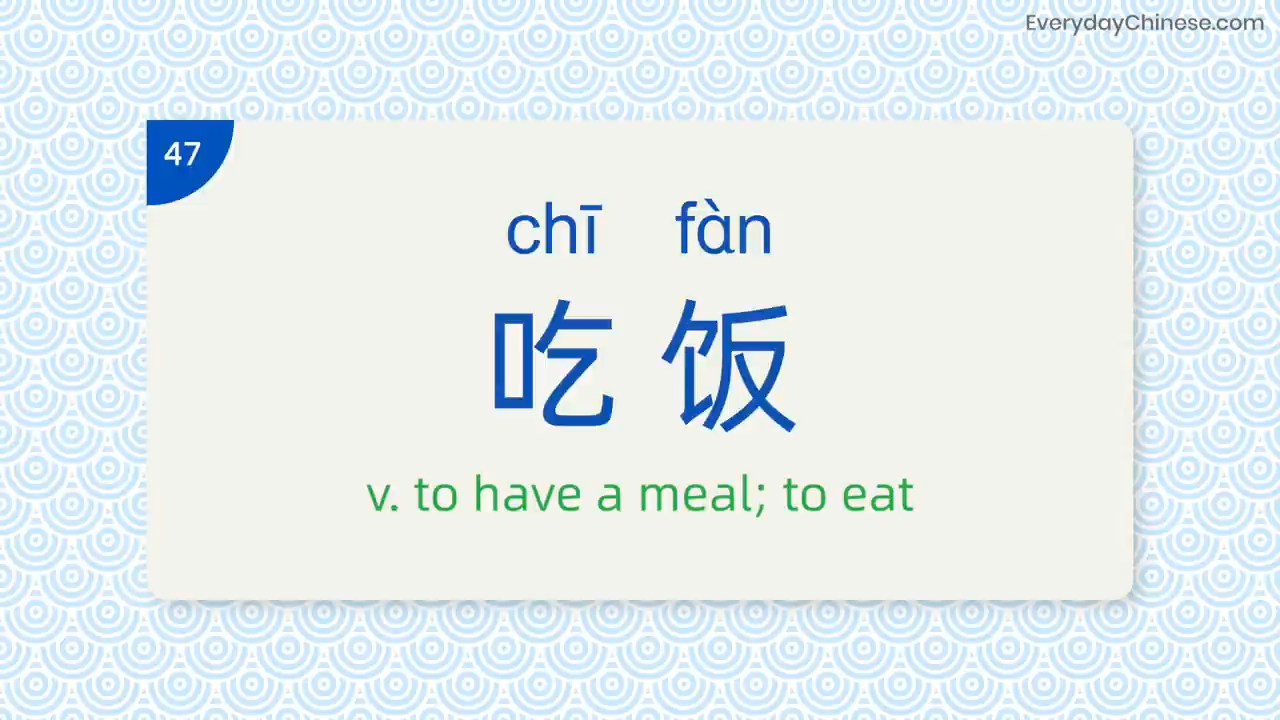 EverydayChinese.com
47
chī fàn
吃饭
v. to have a meal; to eat